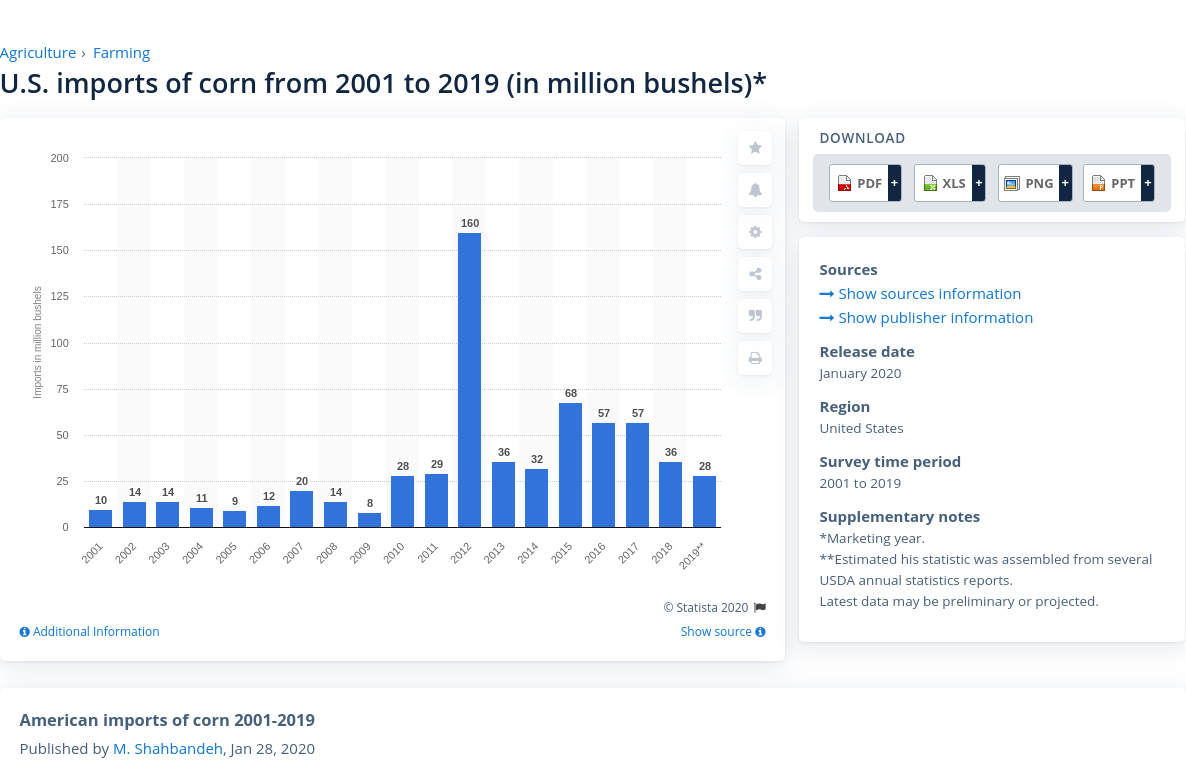 Agriculture › Farming
U.S. imports of corn from 2001 to 2019 (in million bushels)*
200
175
150
125
100
75
50
25
0
Imports in million bushels
10
14
14
11
9
12
20
14
8
28
29
160
36
32
68
57
57
36
28
2001
2002
2003
2004
2005
2006
2007
2008
2009
2010
2011
2012
2013
2014
2015
2016
2017
2018
2019**
© Statista 2020
Additional Information
Show source
DOWNLOAD
PDF + XLS + PNG + PPT +
Sources
Show sources information
Show publisher information
Release date
January 2020
Region
United States
Survey time period
2001 to 2019
Supplementary notes
*Marketing year.
**Estimated his statistic was assembled from several
USDA annual statistics reports.
Latest data may be preliminary or projected.
American imports of corn 2001-2019
Published by M. Shahbandeh, Jan 28, 2020